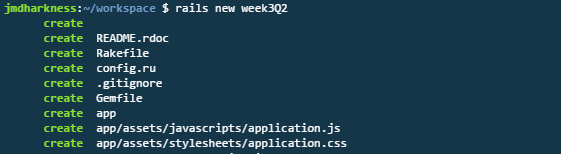 jmdharkness:~/workspace $ rails new week3Q2
create
create README.rdoc
create Rakefile
create config.ru
create .gitignore
create Gemfile
create app
create app/assets/javascripts/application.js
create app/assets/stylesheets/application.css